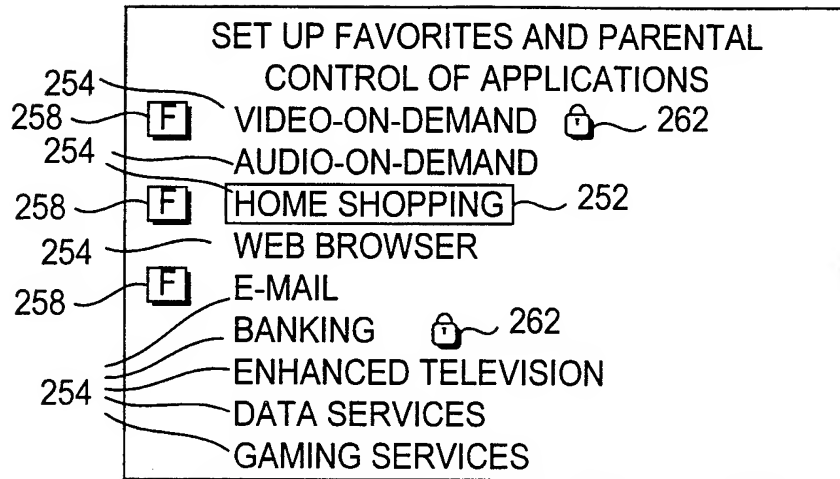 SET UP FAVORITES AND PARENTAL
CONTROL OF APPLICATIONS
254
258 F VIDEO-ON-DEMAND 262
254 AUDIO-ON-DEMAND
258 F HOME SHOPPING 252
254 WEB BROWSER
258 F E-MAIL
BANKING 262
ENHANCED TELEVISION
254 DATA SERVICES
GAMING SERVICES